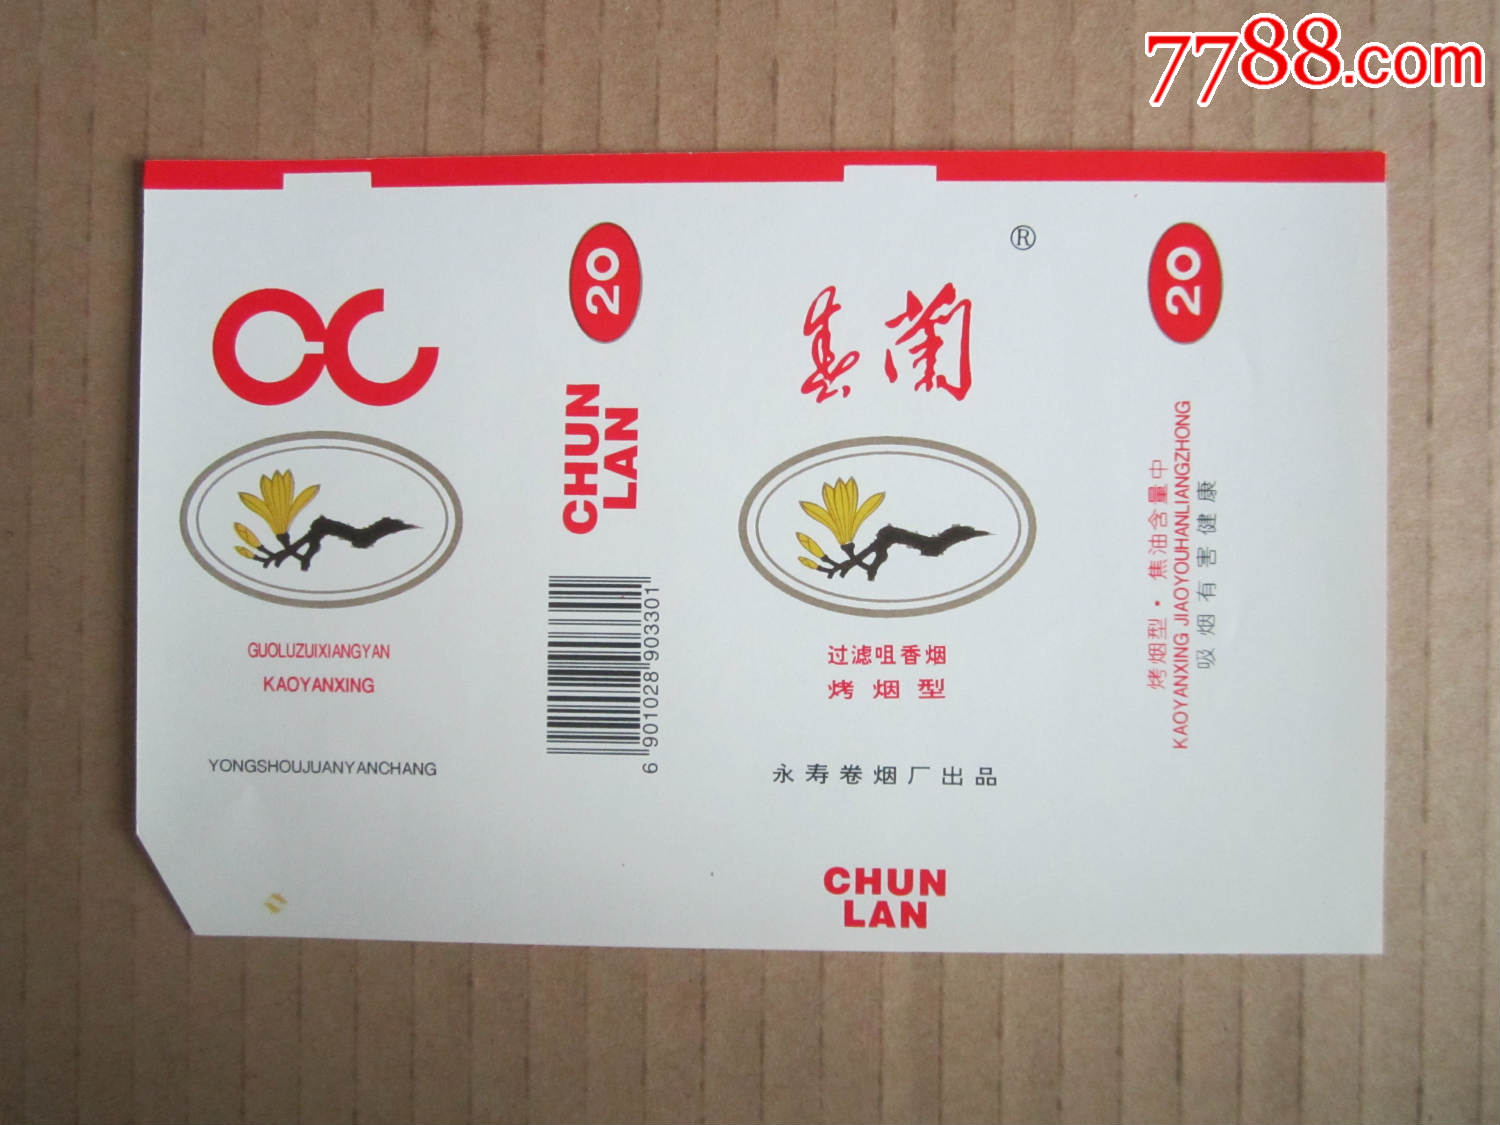 7788.com
20
CHUN
LAN
6 901028 903301
GUOLUZUIXIANGYAN
KAOYANXING
YONGSHOUJUANYANCHANG
®
春蘭
过滤咀香烟
烤烟型
永寿卷烟厂出品
CHUN
LAN
20
烤烟型·焦油含量中
KAOYANXING JIAOYOUHANLIANGZHONG
吸烟有害健康